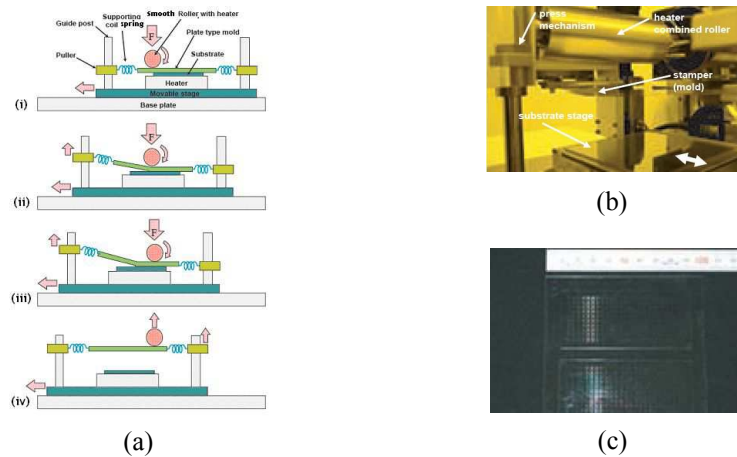 Supporting
coil spring
Smooth
Roller with heater
Guide post
Plate type mold
F
Substrate
Puller
Heater
Movable stage
Base plate
(i)
F
(ii)
F
(iii)
(iv)
(a)
press
mechanism
heater
combined roller
stamper
(mold)
substrate stage
(b)
(c)